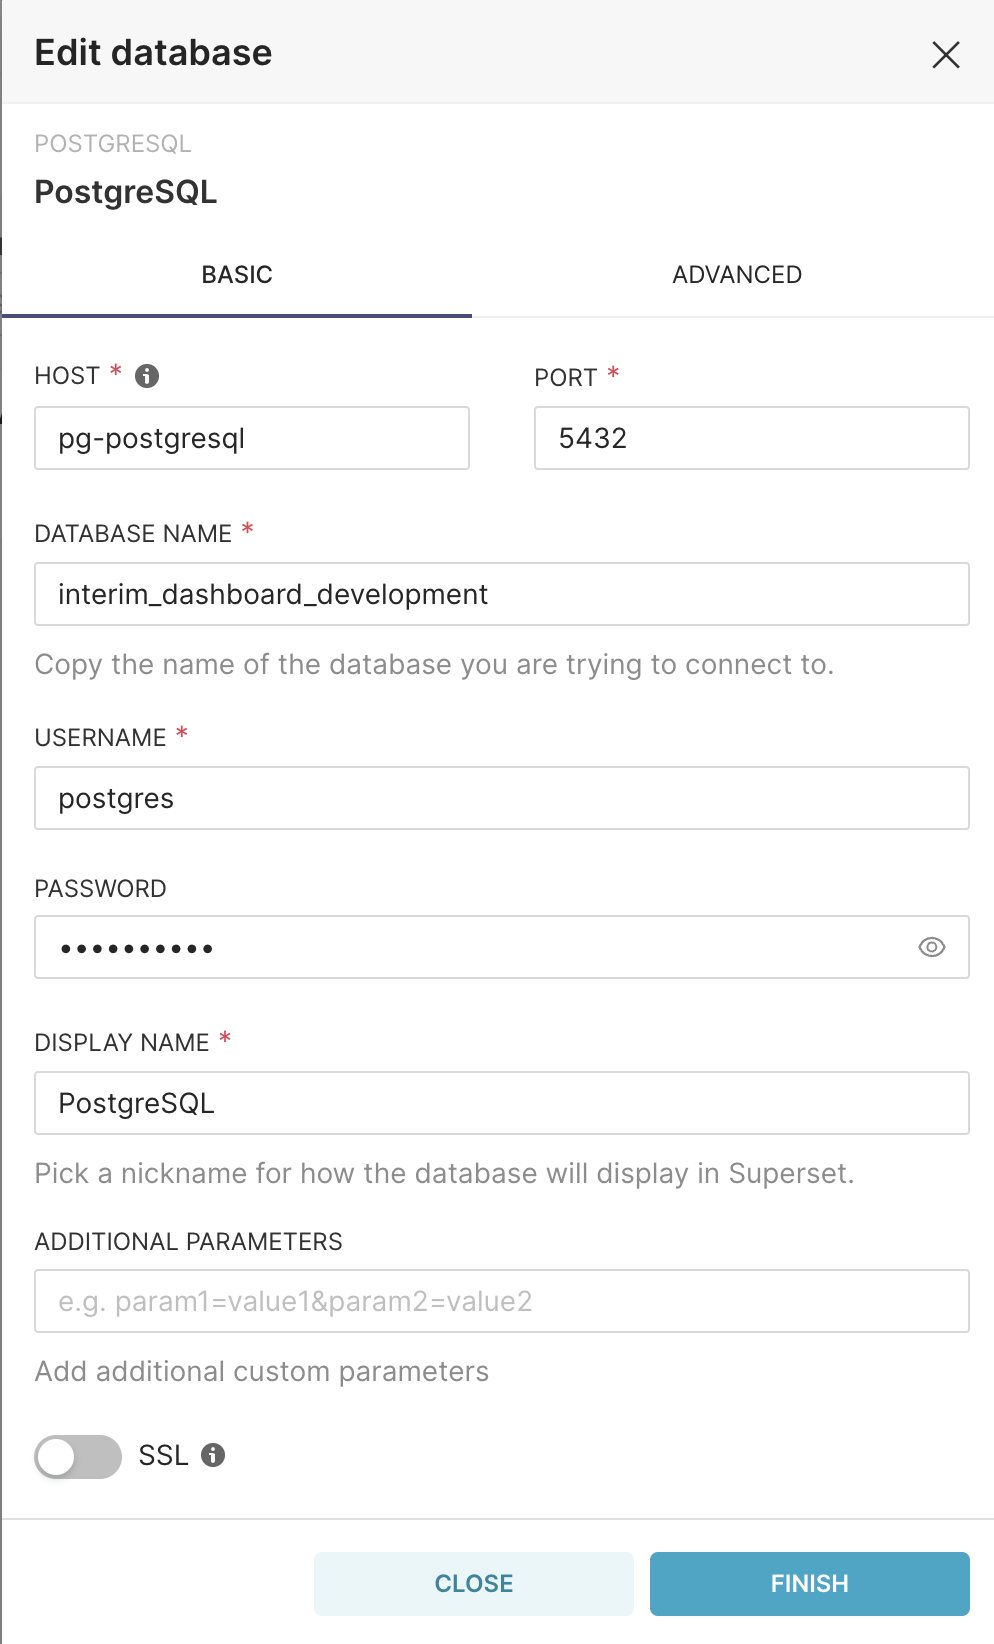 Edit database
POSTGRESQL
PostgreSQL
BASIC
ADVANCED
HOST *
PORT *
pg-postgresql
5432
DATABASE NAME *
interim_dashboard_development
Copy the name of the database you are trying to connect to.
USERNAME *
postgres
PASSWORD
••••••••••
DISPLAY NAME *
PostgreSQL
Pick a nickname for how the database will display in Superset.
ADDITIONAL PARAMETERS
e.g. param1=value1&param2=value2
Add additional custom parameters
SSL
CLOSE
FINISH